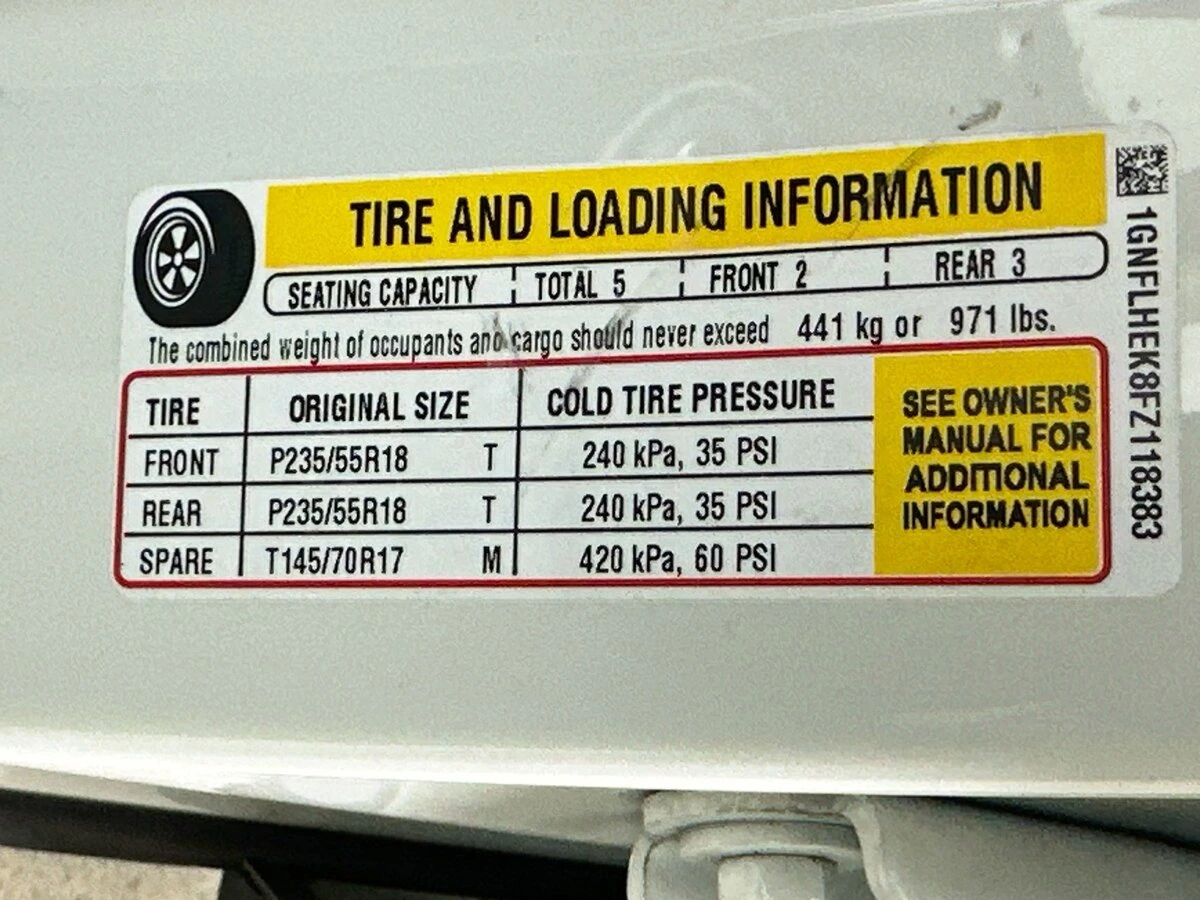 TIRE AND LOADING INFORMATION
SEATING CAPACITY TOTAL 5 FRONT 2 REAR 3
The combined weight of occupants and cargo should never exceed 441 kg or 971 lbs.
TIRE ORIGINAL SIZE COLD TIRE PRESSURE
FRONT P235/55R18 T 240 kPa, 35 PSI
REAR P235/55R18 T 240 kPa, 35 PSI
SPARE T145/70R17 M 420 kPa, 60 PSI
SEE OWNER'S
MANUAL FOR
ADDITIONAL
INFORMATION
1GNFLHEK8FZ118383